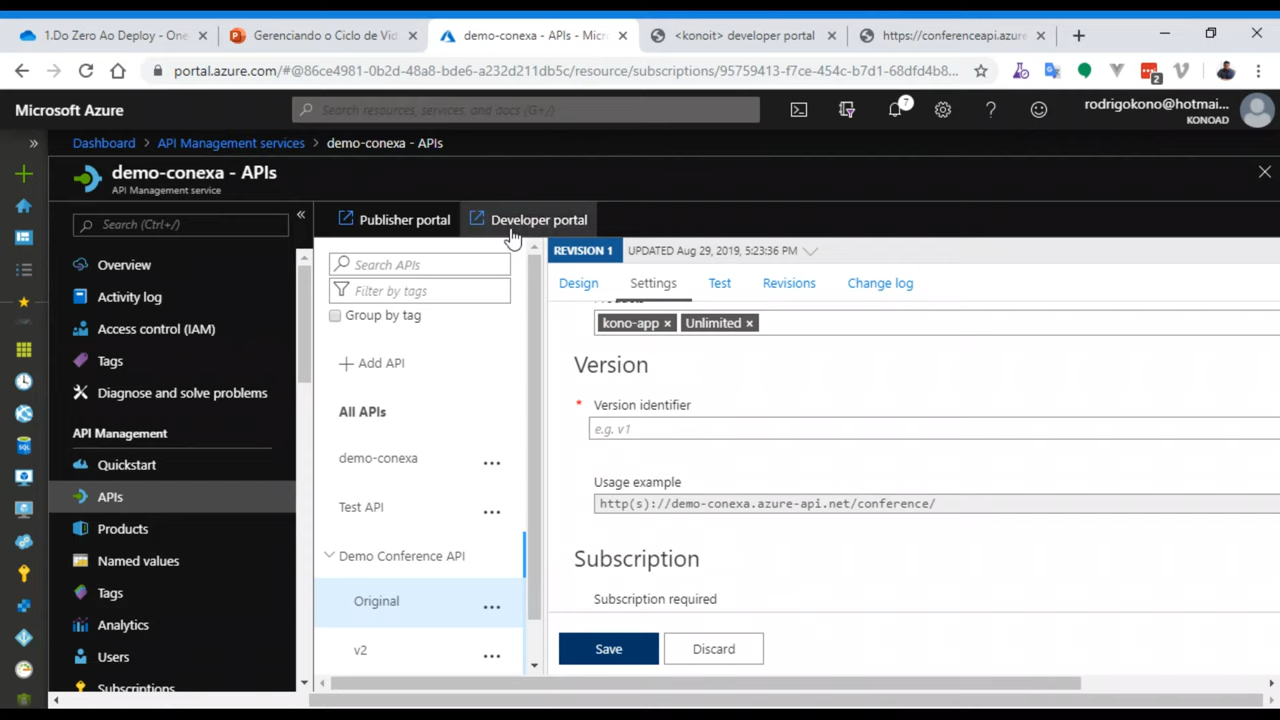 1.Do Zero Ao Deploy - One
Gerenciando o Ciclo de Vid
demo-conexa - APIs - Micr
<konoit> developer portal
https://conferenceapi.azure
portal.azure.com/#@86ce4981-0b2d-48a8-bde6-a232d211db5c/resource/subscriptions/95759413-f7ce-454c-b7d1-68dfd4b8...
2
Microsoft Azure
Search resources, services, and docs (G+/)
7
rodrigokono@hotmai...
KONOAD
Dashboard > API Management services > demo-conexa - APIs
demo-conexa - APIs
API Management service
Search (Ctrl+/)
Overview
Activity log
Access control (IAM)
Tags
Diagnose and solve problems
API Management
Quickstart
APIs
Products
Named values
Tags
Analytics
Users
Subscriptions
Publisher portal
Developer portal
Search APIs
Filter by tags
Group by tag
Add API
All APIs
demo-conexa
Test API
Demo Conference API
Original
v2
REVISION 1
UPDATED Aug 29, 2019, 5:23:36 PM
Design
Settings
Test
Revisions
Change log
kono-app
Unlimited
Version
* Version identifier
e.g. v1
Usage example
http(s)://demo-conexa.azure-api.net/conference/
Subscription
Subscription required
Save
Discard